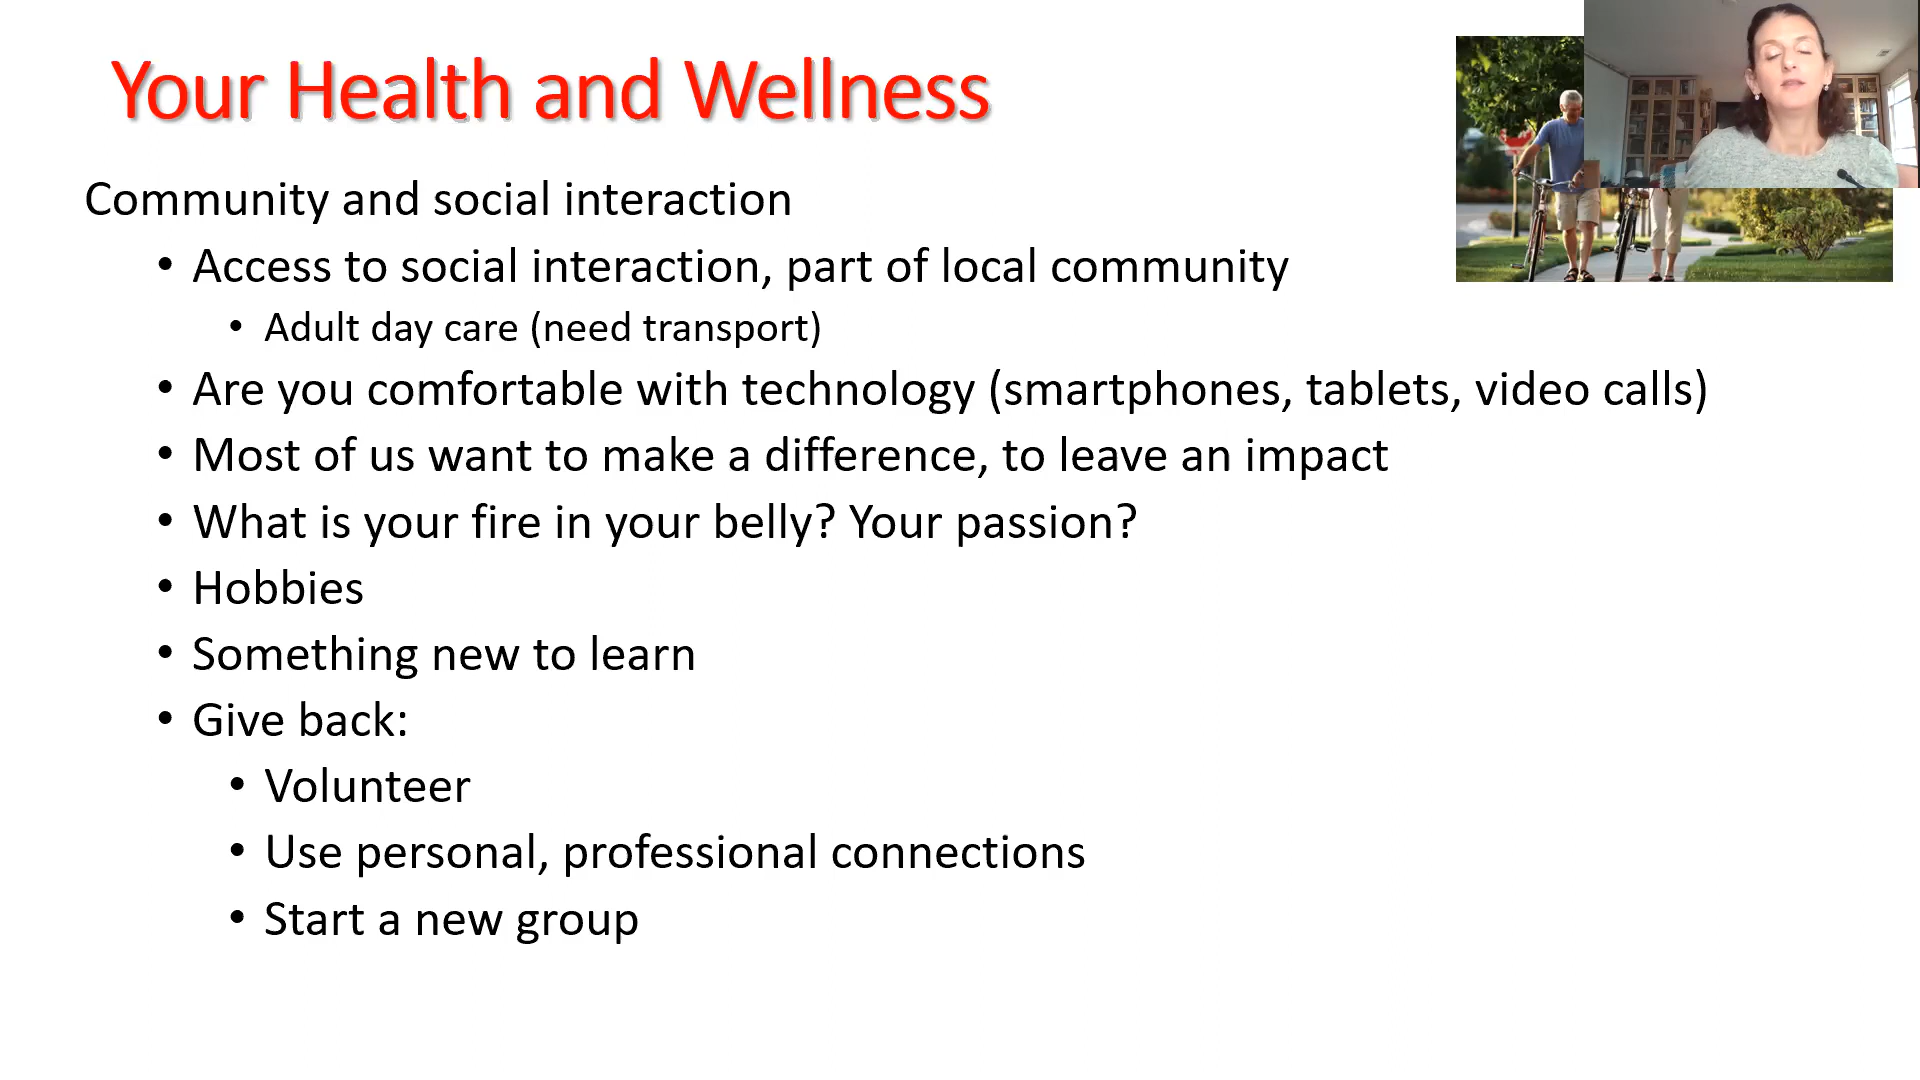 Your Health and Wellness
Community and social interaction
• Access to social interaction, part of local community
• Adult day care (need transport)
• Are you comfortable with technology (smartphones, tablets, video calls)
• Most of us want to make a difference, to leave an impact
• What is your fire in your belly? Your passion?
• Hobbies
• Something new to learn
• Give back:
• Volunteer
• Use personal, professional connections
• Start a new group